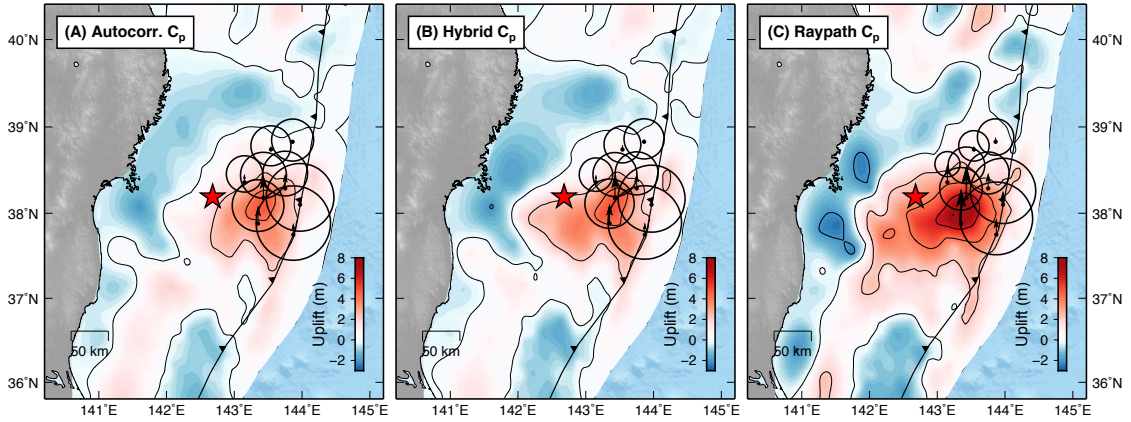 (A) Autocorr. Cp
(B) Hybrid Cp
(C) Raypath Cp
40˚N
39˚N
38˚N
37˚N
36˚N
40˚N
39˚N
38˚N
37˚N
36˚N
Uplift (m)
8
6
4
2
0
−2
50 km
Uplift (m)
8
6
4
2
0
−2
50 km
Uplift (m)
8
6
4
2
0
−2
50 km
141˚E 142˚E 143˚E 144˚E 145˚E
141˚E 142˚E 143˚E 144˚E 145˚E
141˚E 142˚E 143˚E 144˚E 145˚E